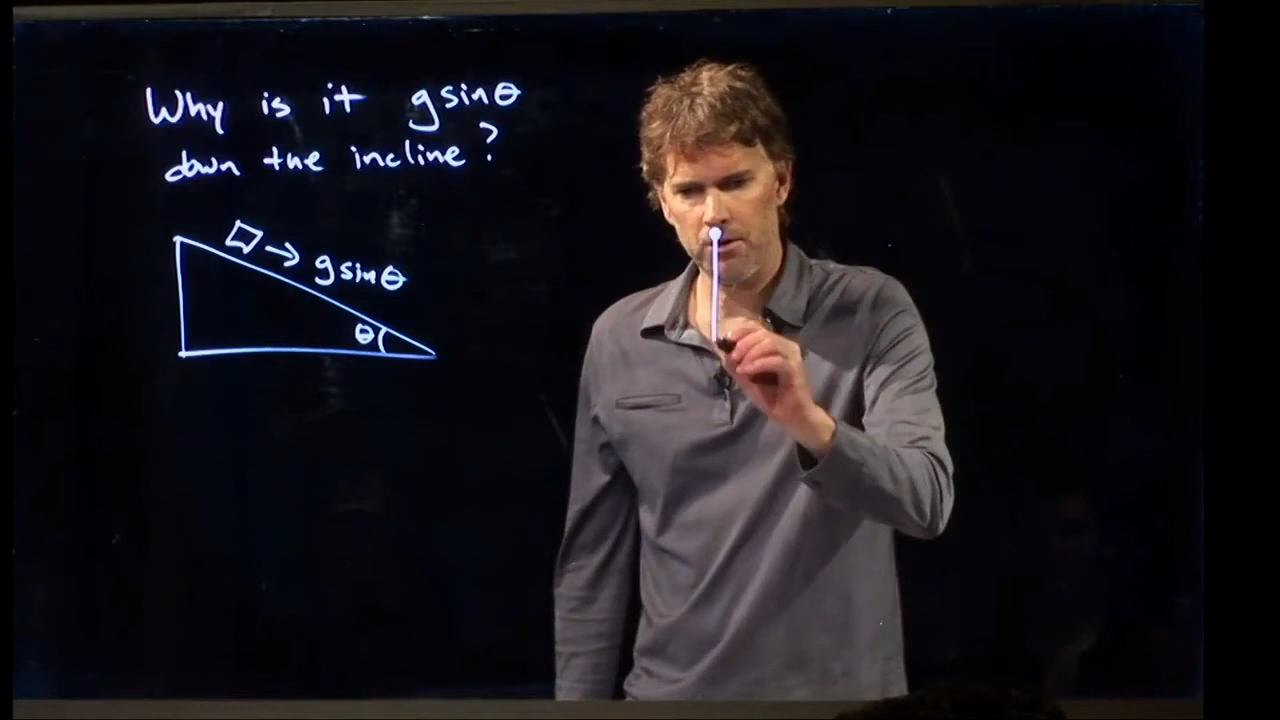 Why is it gsinθ
down the incline?
gsinθ
θ